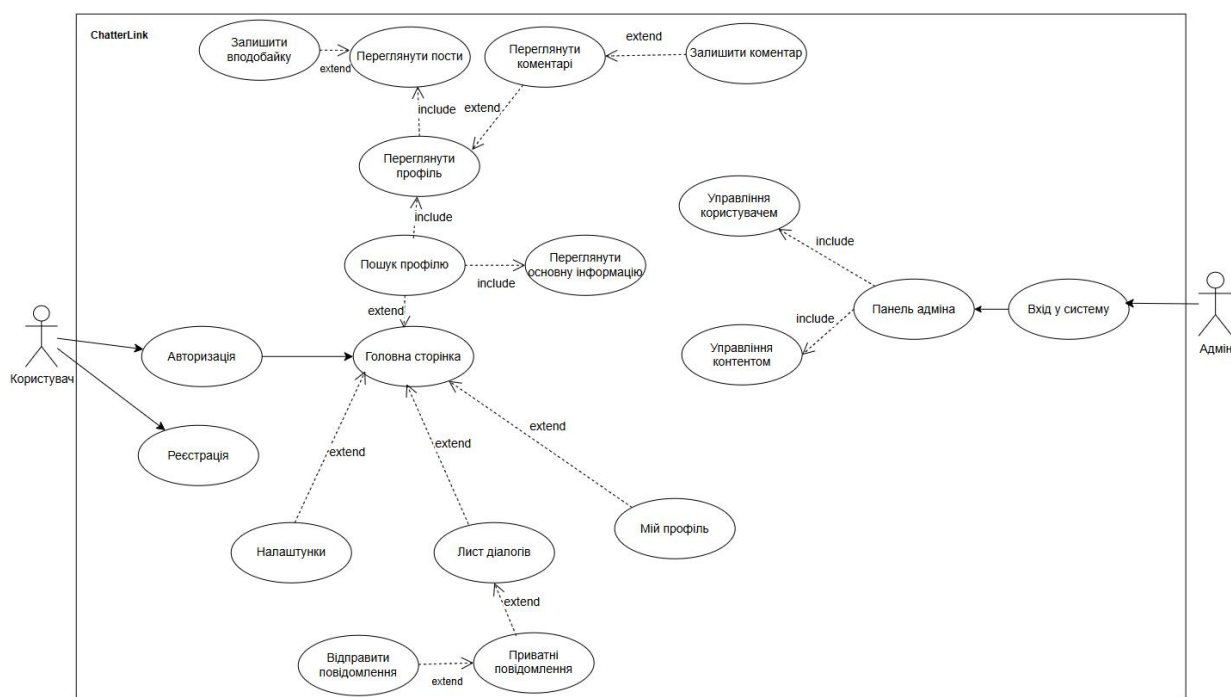 ChatterLink
Залишити
вподобайку
extend
Переглянути пости
Переглянути
коментарі
extend
Залишити коментар
include
extend
Переглянути
профіль
include
Управління
користувачем
Пошук профілю
include
Переглянути
основну інформацію
include
extend
Панель адміна
Вхід у систему
include
Користувач
Авторизація
Головна сторінка
Управління
контентом
Адмін
extend
extend
extend
Реєстрація
Налаштунки
Лист діалогів
Мій профіль
extend
Відправити
повідомлення
extend
Приватні
повідомлення